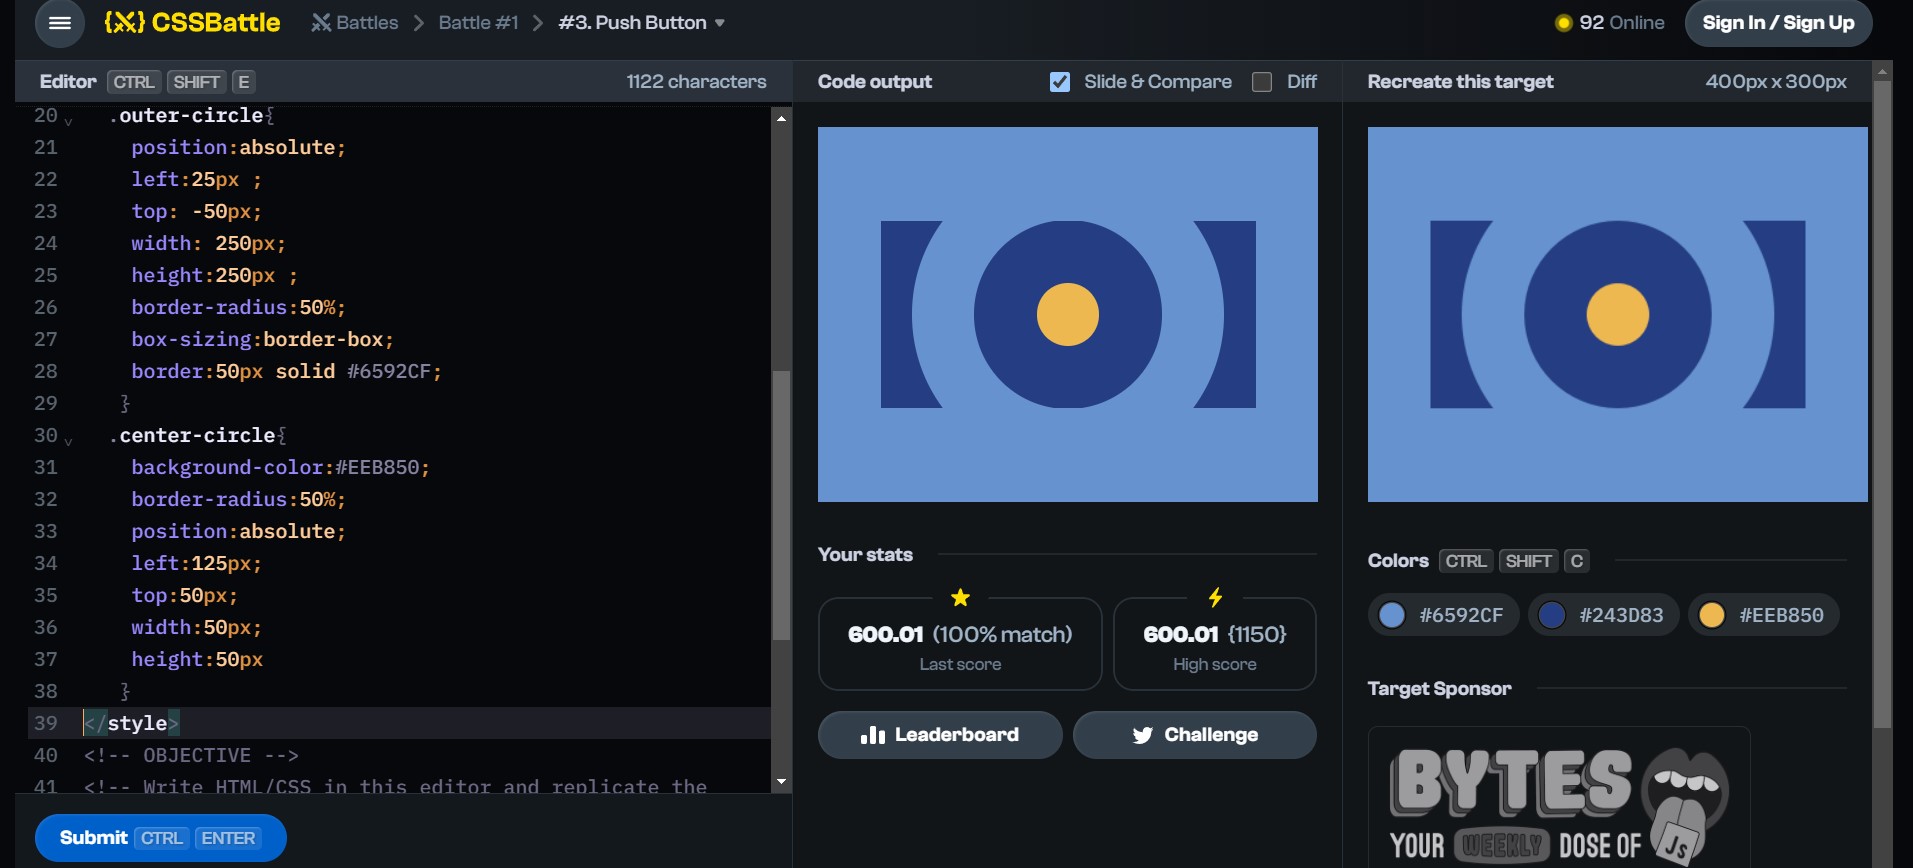 {X} CSSBattle Battles Battle #1 #3. Push Button 92 Online Sign In / Sign Up
Editor CTRL SHIFT E 1122 characters
20 .outer-circle{
21 position:absolute;
22 left:25px ;
23 top: -50px;
24 width: 250px;
25 height:250px ;
26 border-radius:50%;
27 box-sizing:border-box;
28 border:50px solid #6592CF;
29 }
30 .center-circle{
31 background-color:#EEB850;
32 border-radius:50%;
33 position:absolute;
34 left:125px;
35 top:50px;
36 width:50px;
37 height:50px
38 }
39 </style>
40 <!-- OBJECTIVE -->
41 <!-- Write HTML/CSS in this editor and replicate the
Submit CTRL ENTER
Code output Slide & Compare Diff
Your stats
600.01 (100% match)
Last score
600.01 {1150}
High score
Leaderboard
Challenge
Recreate this target 400px x 300px
Colors CTRL SHIFT C
#6592CF #243D83 #EEB850
Target Sponsor
BYTES
YOUR WEEKLY DOSE OF JS